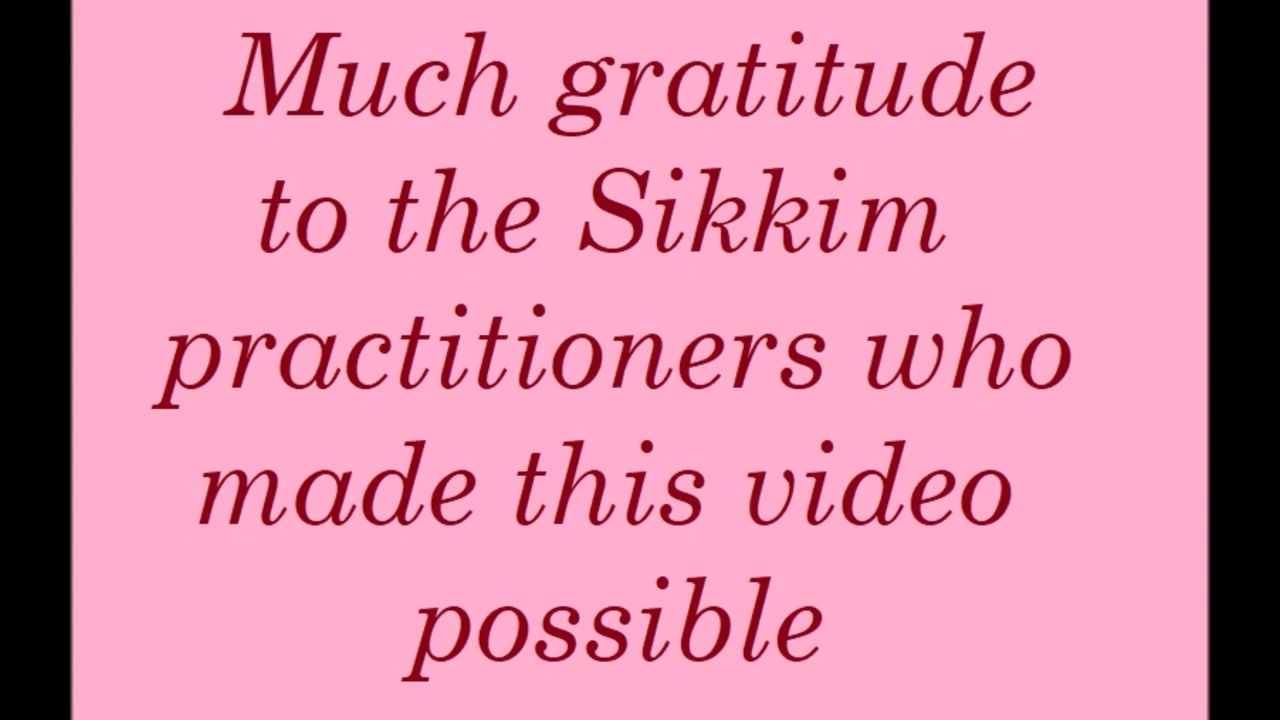 Much gratitude
to the Sikkim
practitioners who
made this video
possible